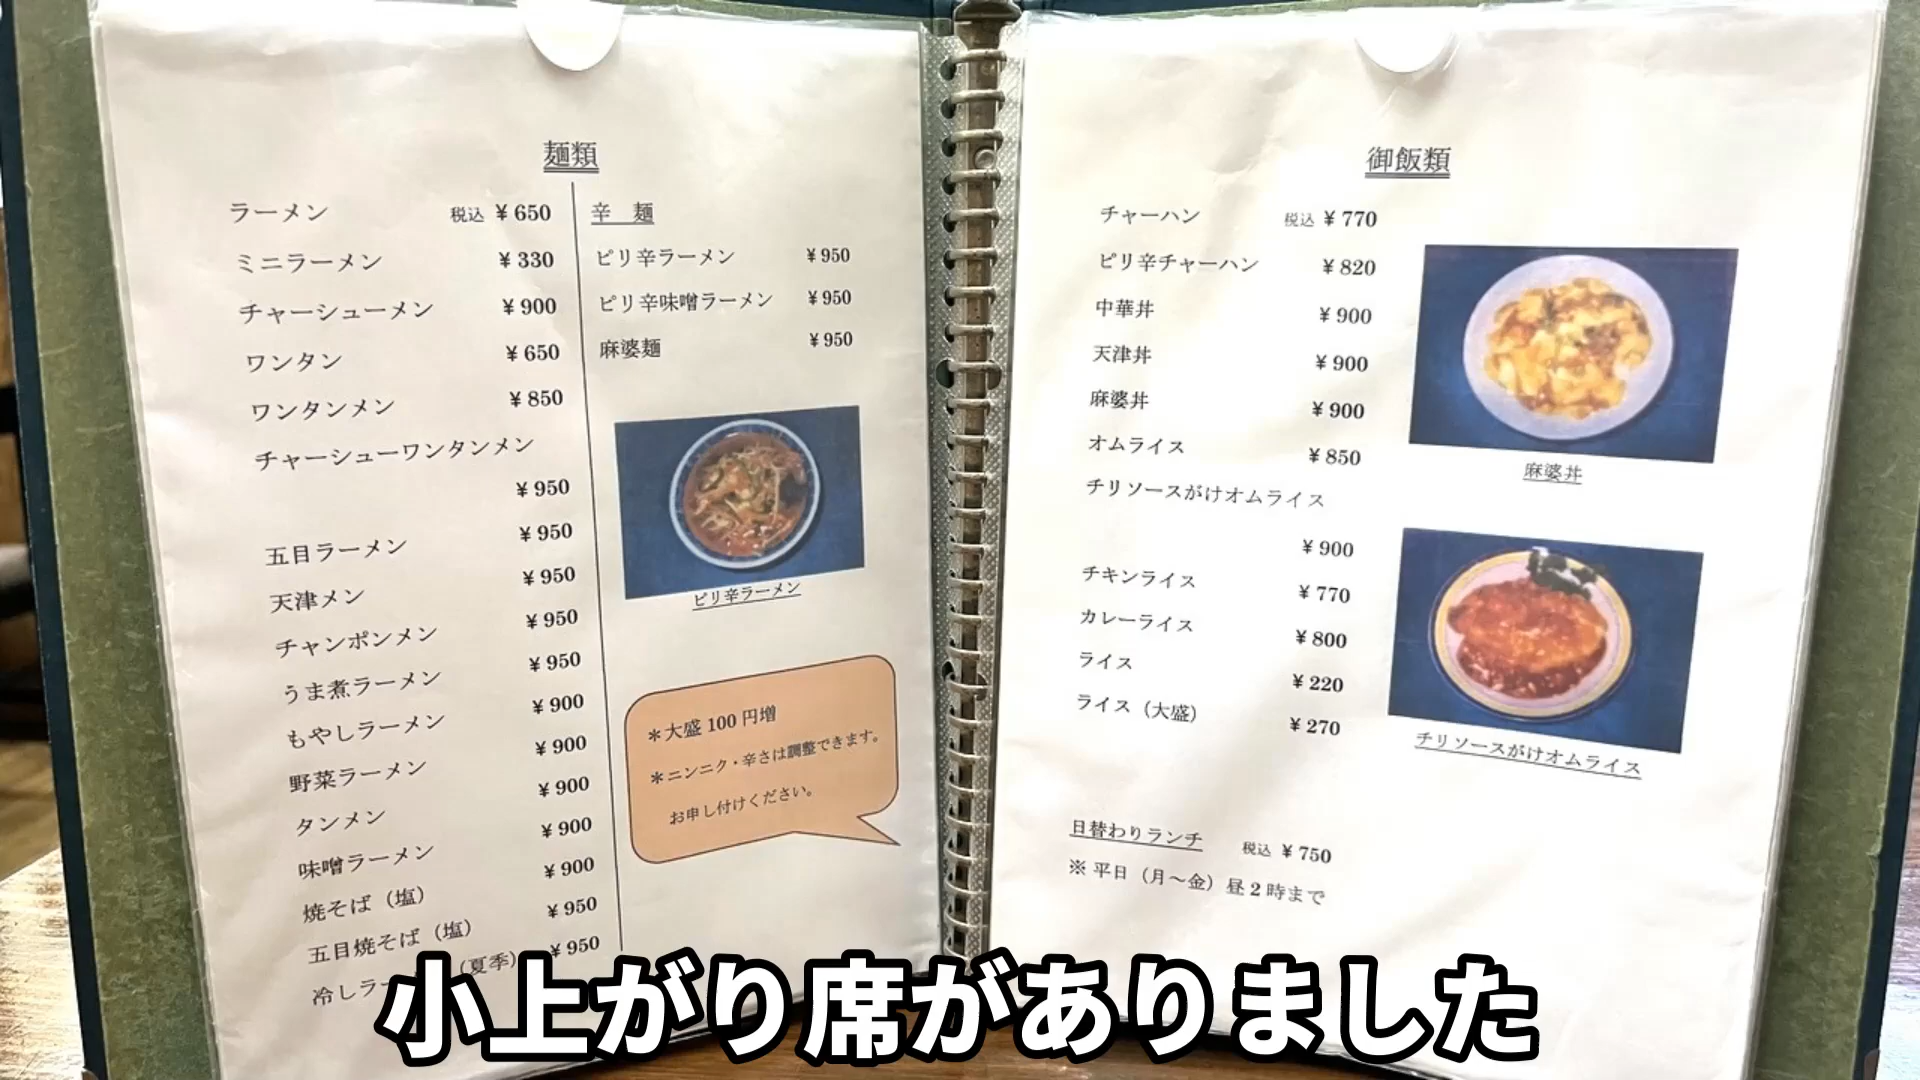 麺類
ラーメン 税込 ¥650
ミニラーメン ¥330
チャーシューメン ¥900
ワンタン ¥650
ワンタンメン ¥850
チャーシューワンタンメン
¥950
五目ラーメン ¥950
天津メン ¥950
チャンポンメン ¥950
うま煮ラーメン ¥950
もやしラーメン ¥900
野菜ラーメン ¥900
タンメン ¥900
味噌ラーメン ¥900
焼そば（塩） ¥900
五目焼そば（塩） ¥950
冷しラー （夏季） ¥950
辛　麺
ピリ辛ラーメン ¥950
ピリ辛味噌ラーメン ¥950
麻婆麺 ¥950
ピリ辛ラーメン
＊大盛100円増
＊ニンニク・辛さは調整できます。
お申し付けください。
御飯類
チャーハン 税込 ¥770
ピリ辛チャーハン ¥820
中華丼 ¥900
天津丼 ¥900
麻婆丼 ¥900
オムライス ¥850
チリソースがけオムライス
¥900
チキンライス ¥770
カレーライス ¥800
ライス ¥220
ライス（大盛） ¥270
麻婆丼
チリソースがけオムライス
日替わりランチ 税込 ¥750
※平日（月～金）昼2時まで
小上がり席がありました